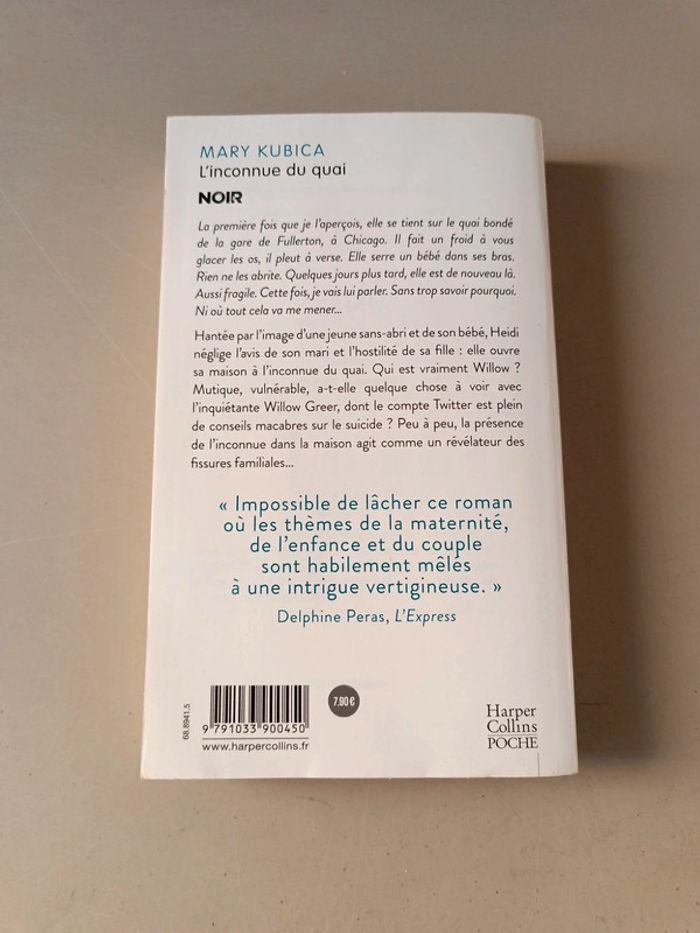 MARY KUBICA
L'inconnue du quai
NOIR
La première fois que je l'aperçois, elle se tient sur le quai bondé
de la gare de Fullerton, à Chicago. Il fait un froid à vous
glacer les os, il pleut à verse. Elle serre un bébé dans ses bras.
Rien ne les abrite. Quelques jours plus tard, elle est de nouveau là.
Aussi fragile. Cette fois, je vais lui parler. Sans trop savoir pourquoi.
Ni où tout cela va me mener...
Hantée par l'image d'une jeune sans-abri et de son bébé, Heidi
néglige l'avis de son mari et l'hostilité de sa fille : elle ouvre
sa maison à l'inconnue du quai. Qui est vraiment Willow ?
Mutique, vulnérable, a-t-elle quelque chose à voir avec
l'inquiétante Willow Greer, dont le compte Twitter est plein
de conseils macabres sur le suicide ? Peu à peu, la présence
de l'inconnue dans la maison agit comme un révélateur des
fissures familiales...
« Impossible de lâcher ce roman
où les thèmes de la maternité,
de l'enfance et du couple
sont habilement mêlés
à une intrigue vertigineuse. »
Delphine Peras, L'Express
68.8941.5
9 791033 900450
www.harpercollins.fr
7,90 €
Harper
Collins
POCHE